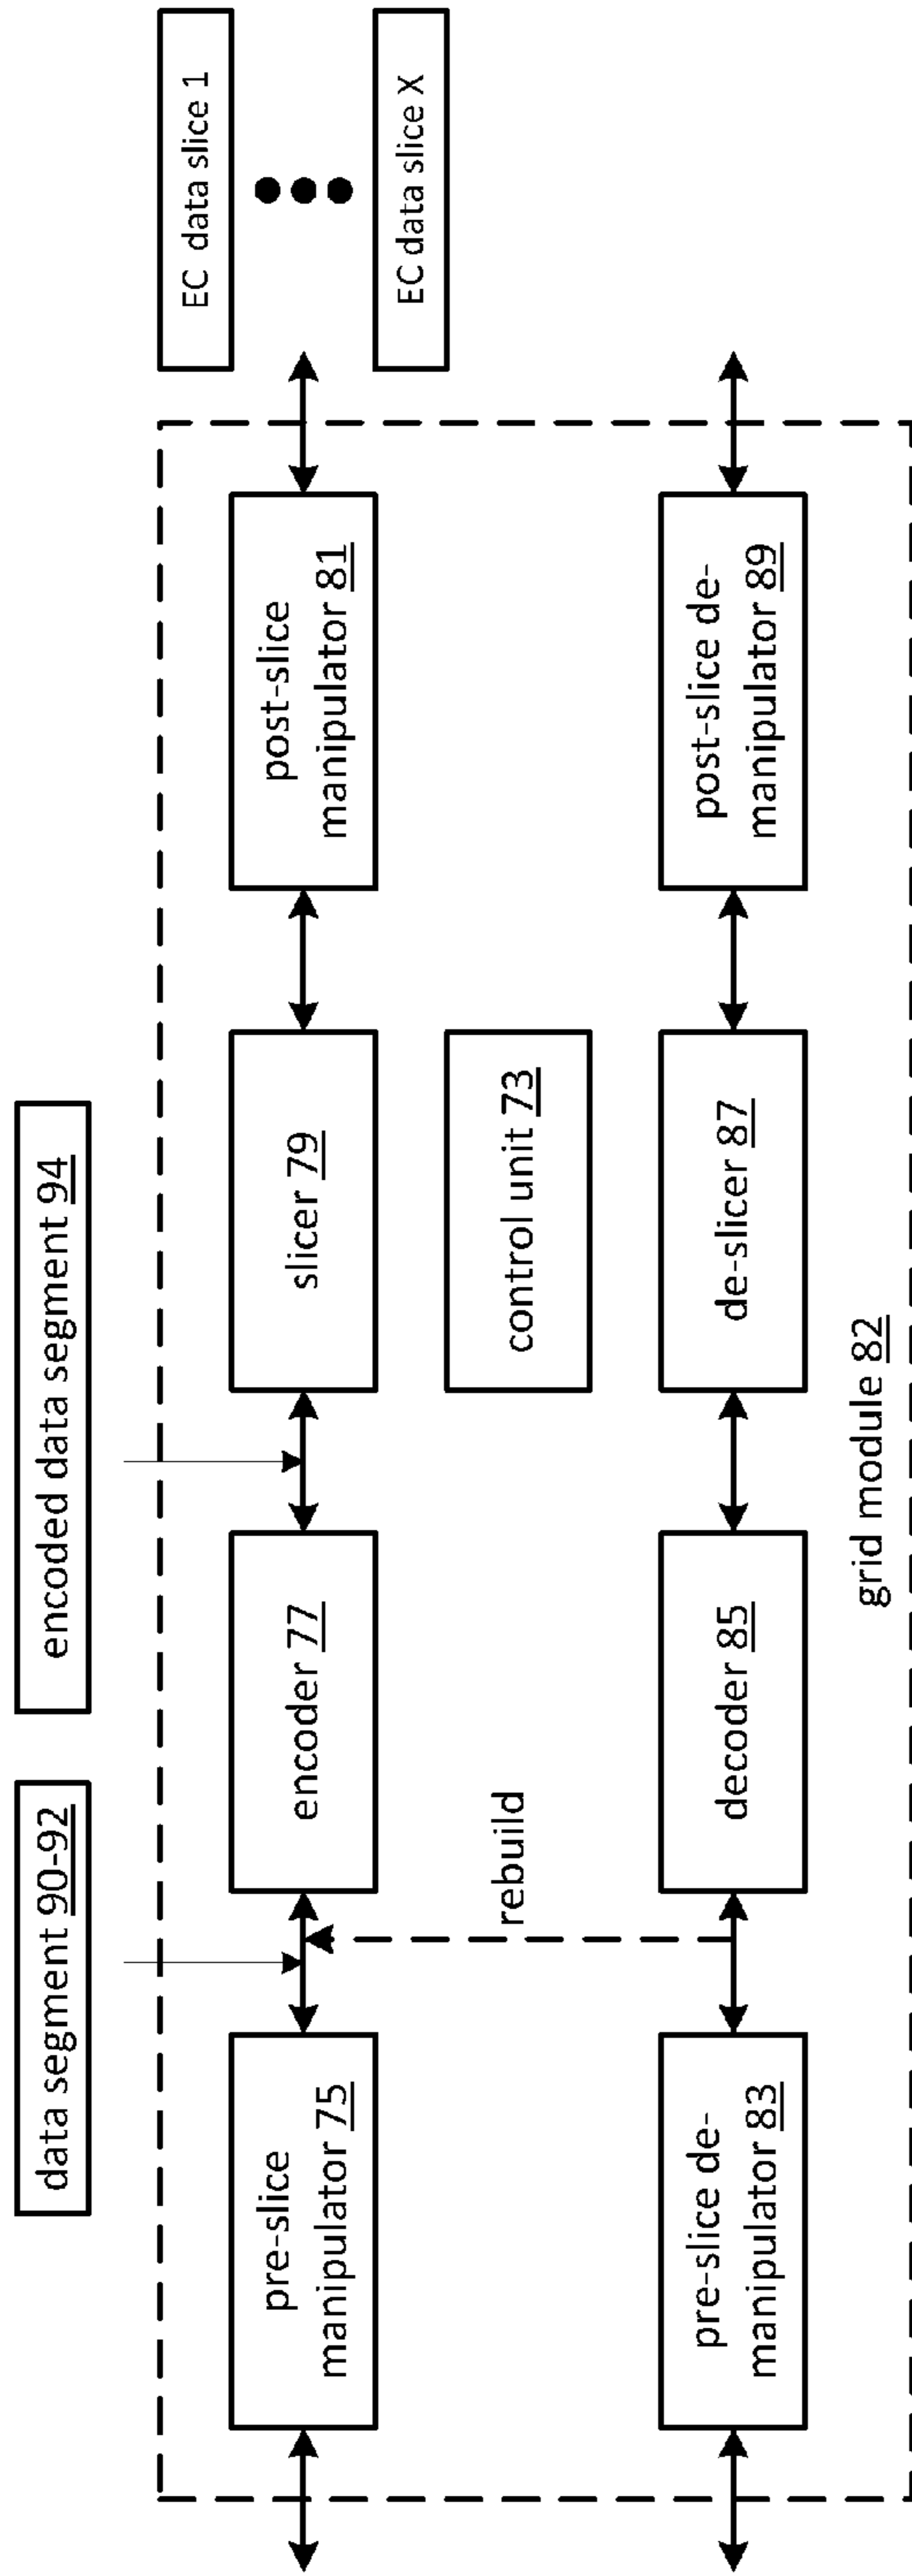 data segment 90-92
encoded data segment 94
EC data slice 1
EC data slice X
pre-slice
manipulator 75
encoder 77
slicer 79
post-slice
manipulator 81
rebuild
control unit 73
pre-slice de-
manipulator 83
decoder 85
de-slicer 87
post-slice de-
manipulator 89
grid module 82